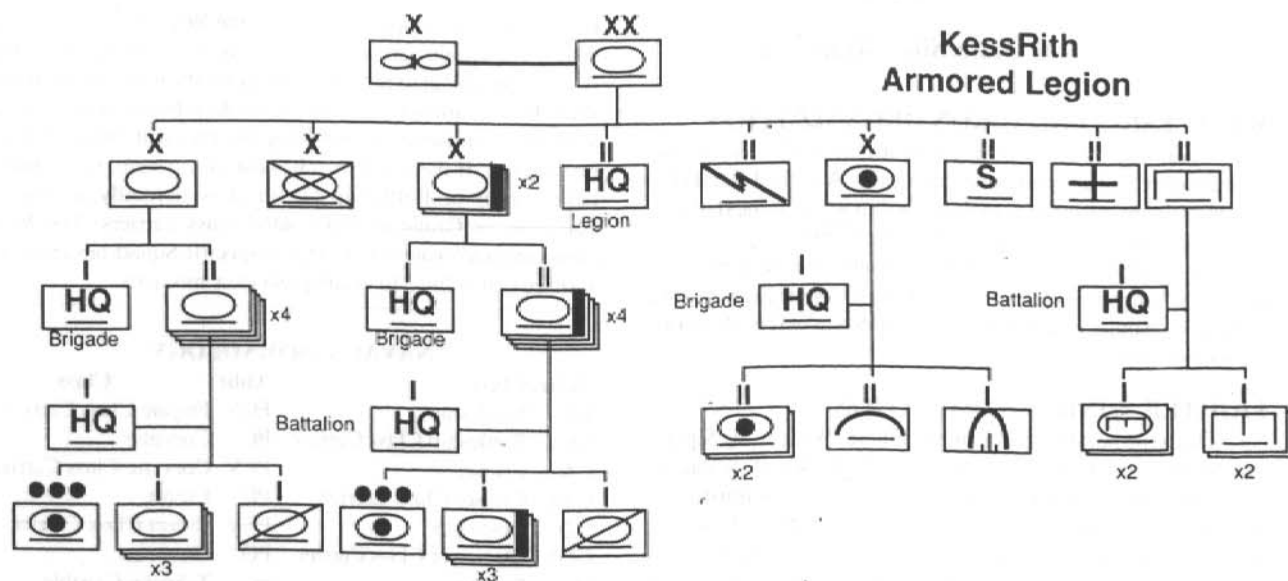 X XX
KessRith
Armored Legion
X X X II II X II II II
x2
HQ
S
Legion
I II I II I I
HQ
x4
HQ
x4
Brigade
HQ
Battalion
HQ
Brigade
Brigade
I I II II I I I
HQ
Battalion
HQ
x2
x2
x2
I I I I
x3
x3